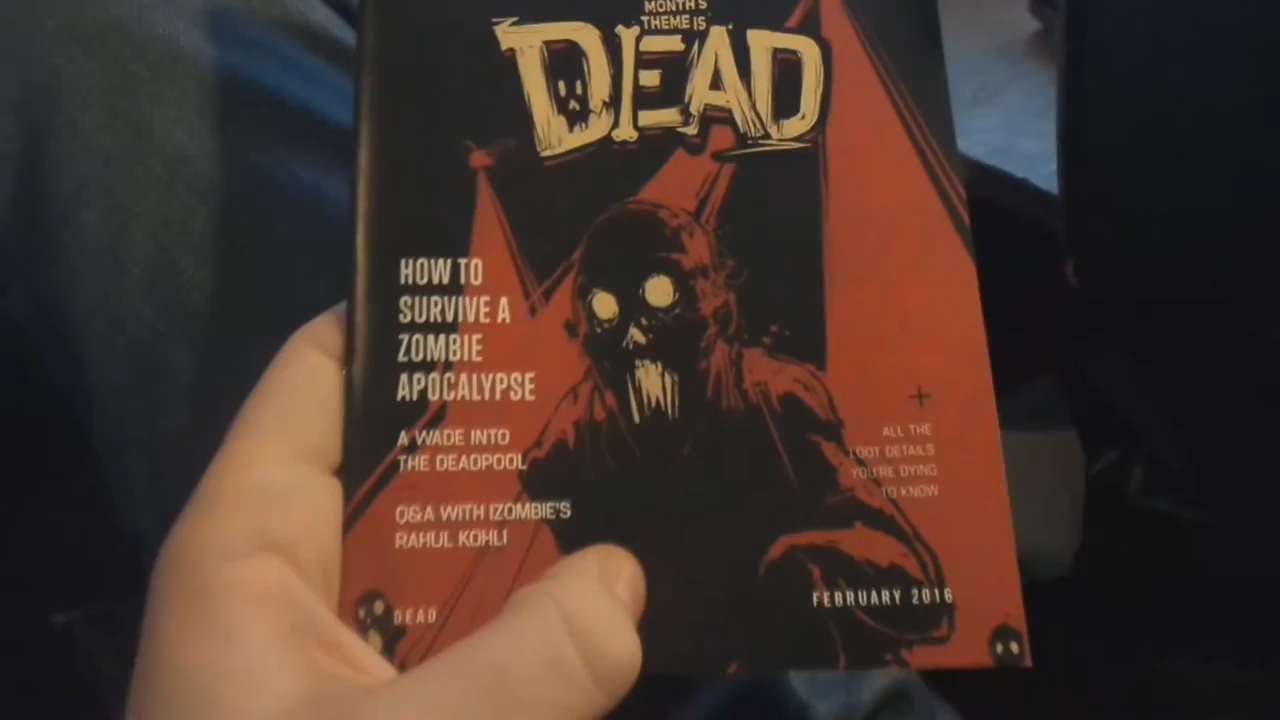 MONTH'S
THEME IS
DEAD
HOW TO
SURVIVE A
ZOMBIE
APOCALYPSE
A WADE INTO
THE DEADPOOL
Q&A WITH IZOMBIE'S
RAHUL KOHLI
ALL THE
LOOT DETAILS
YOU'RE DYING
TO KNOW
FEBRUARY 2016
DEAD